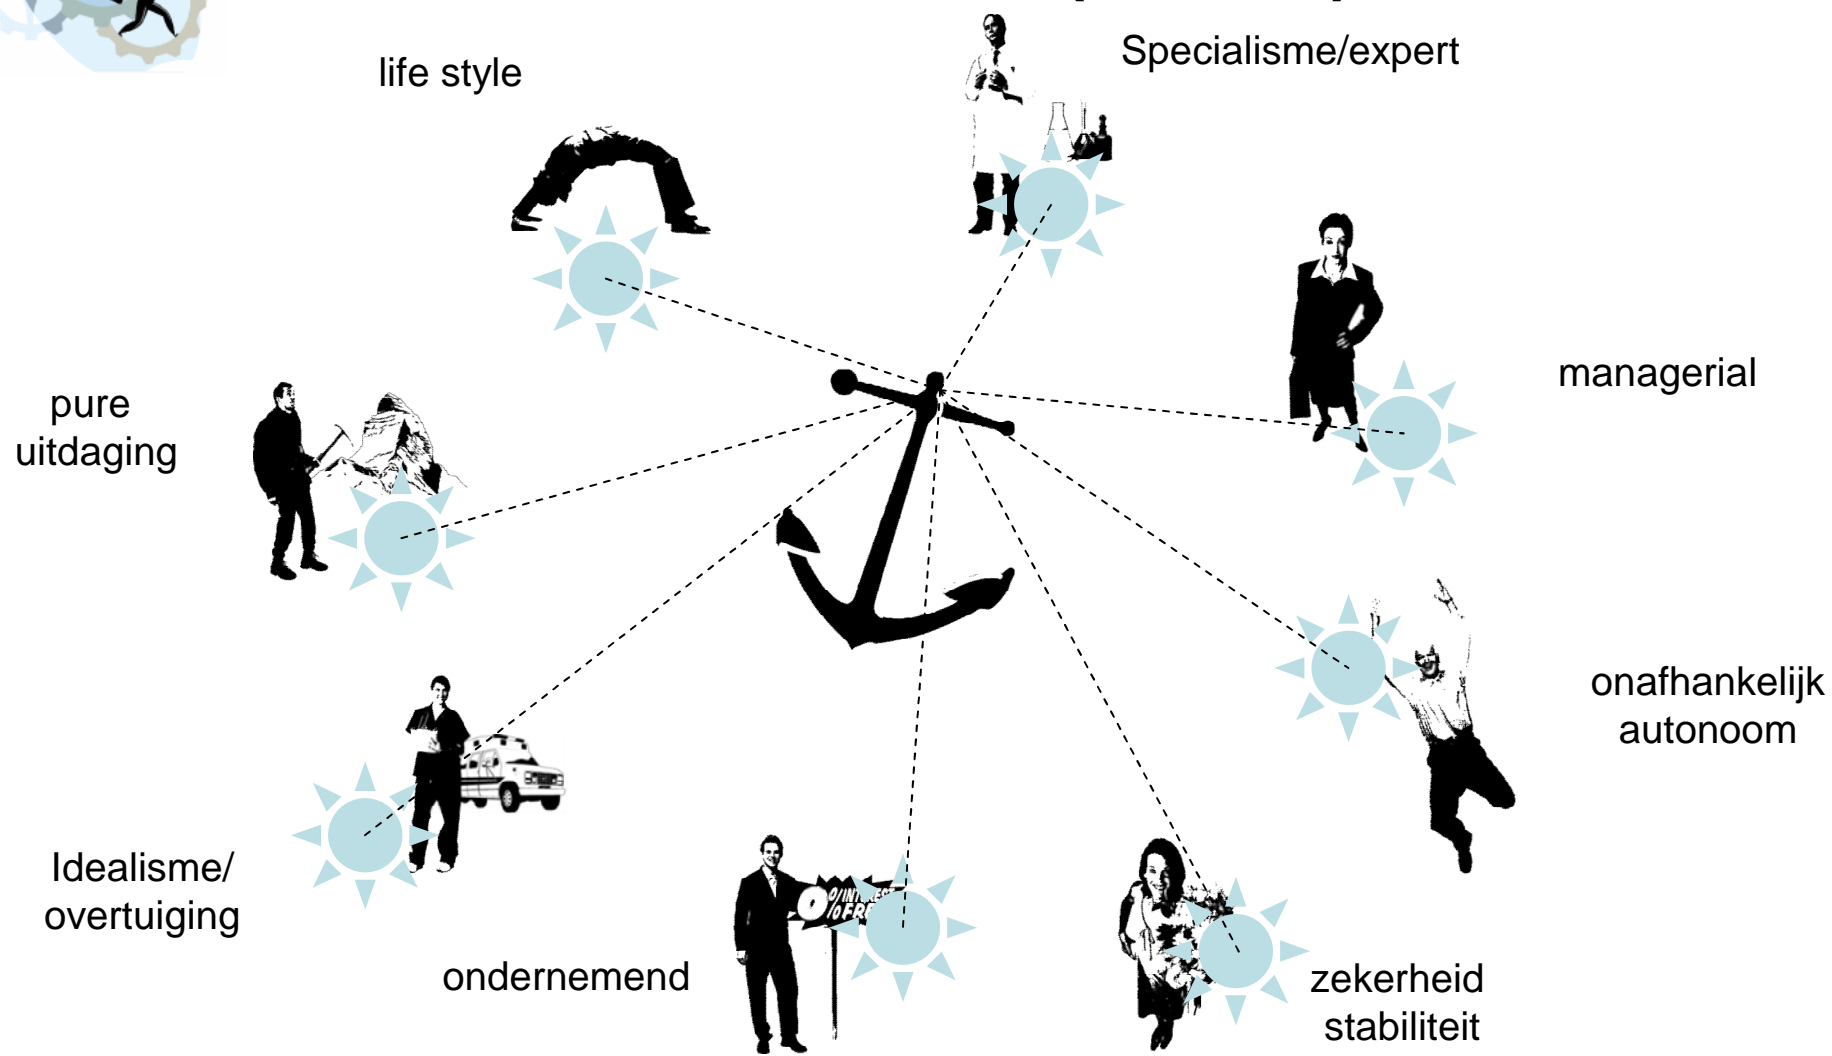 life style
Specialisme/expert
managerial
pure
uitdaging
onafhankelijk
autonoom
Idealisme/
overtuiging
ondernemend
zekerheid
stabiliteit